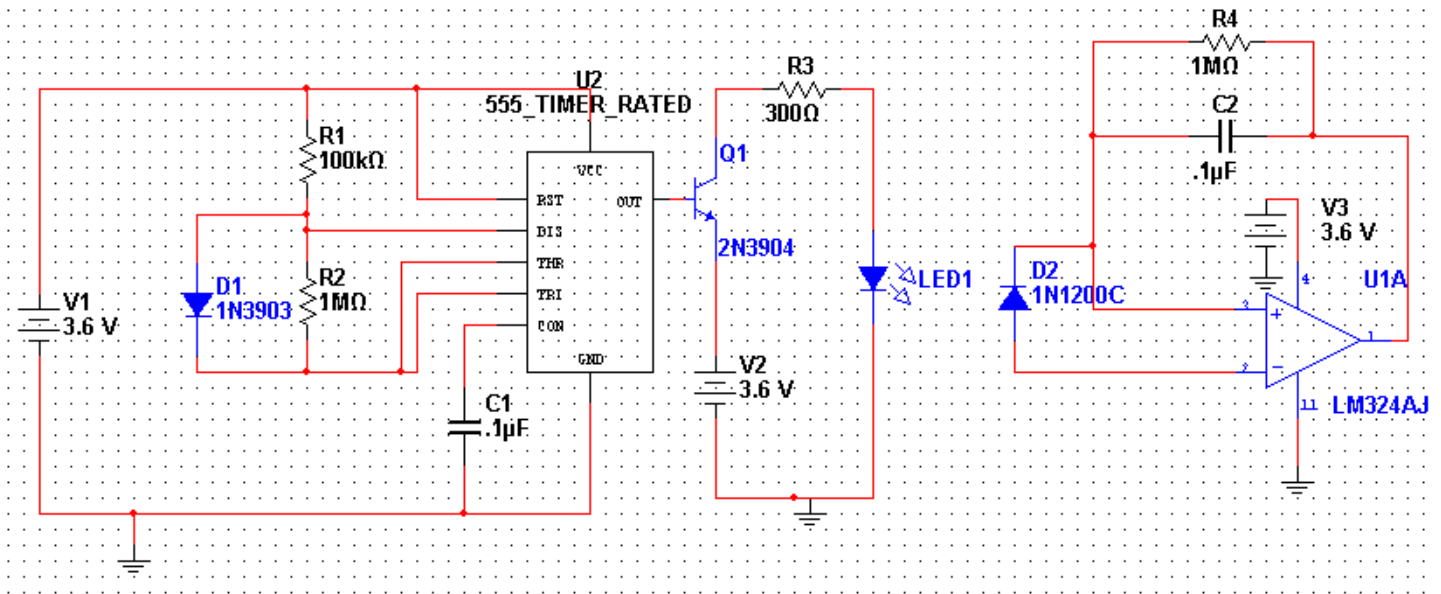 U2
555_TIMER_RATED
R1
100kΩ
D1
1N3903
R2
1MΩ
V1
3.6 V
C1
.1µF
VCC
RST
DIS
THR
TRI
CON
GND
OUT
Q1
2N3904
R3
300Ω
LED1
V2
3.6 V
R4
1MΩ
C2
.1µF
V3
3.6 V
D2
1N1200C
3
2
4
1
11
U1A
LM324AJ